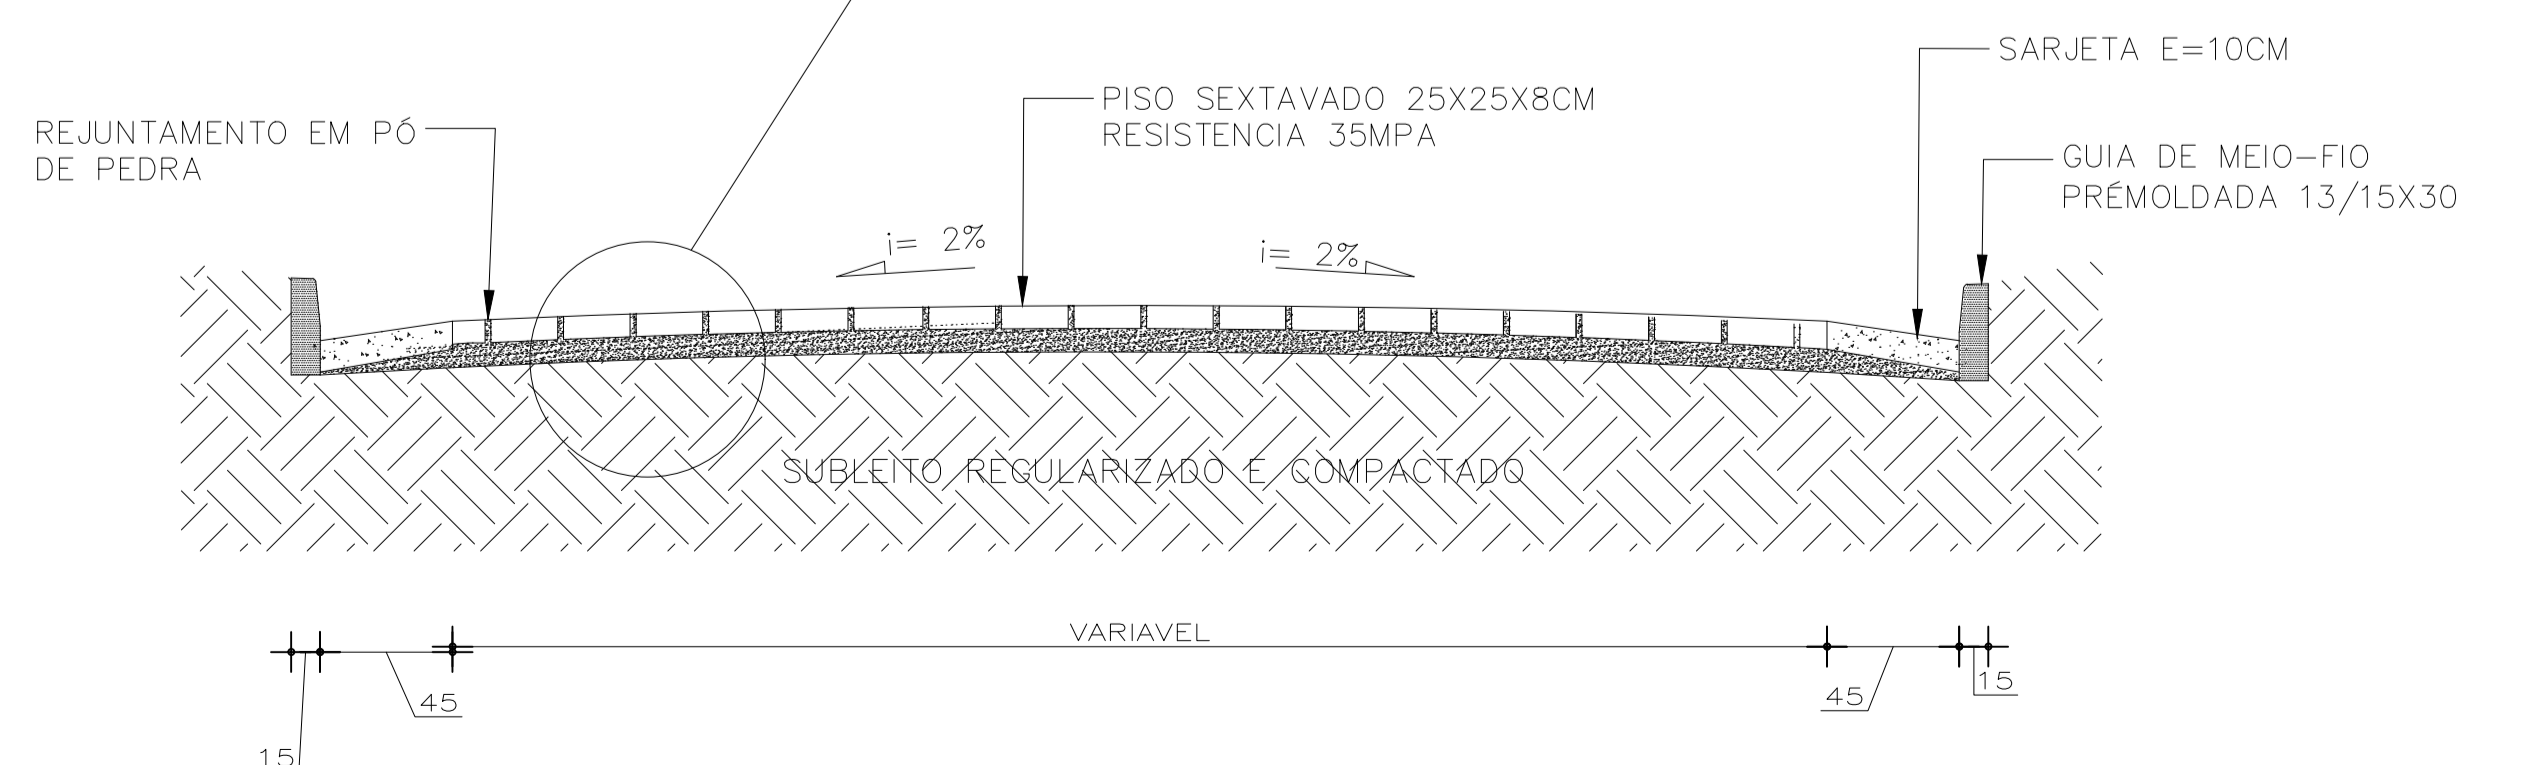 SARJETA E=10CM
PISO SEXTAVADO 25X25X8CM
RESISTENCIA 35MPA
REJUNTAMENTO EM PÓ
DE PEDRA
GUIA DE MEIO-FIO
PRÉMOLDADA 13/15X30
i= 2%
i= 2%
SUBLEITO REGULARIZADO E COMPACTADO
VARIAVEL
45
15
45
15